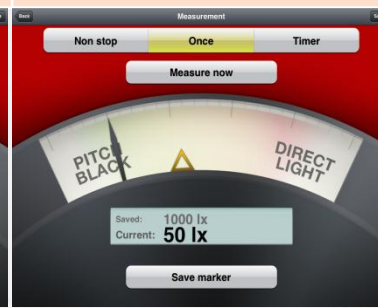 Back
Measurement
Non stop
Once
Timer
Measure now
PITCH BLACK
DIRECT LIGHT
Saved: 1000 lx
Current: 50 lx
Save marker